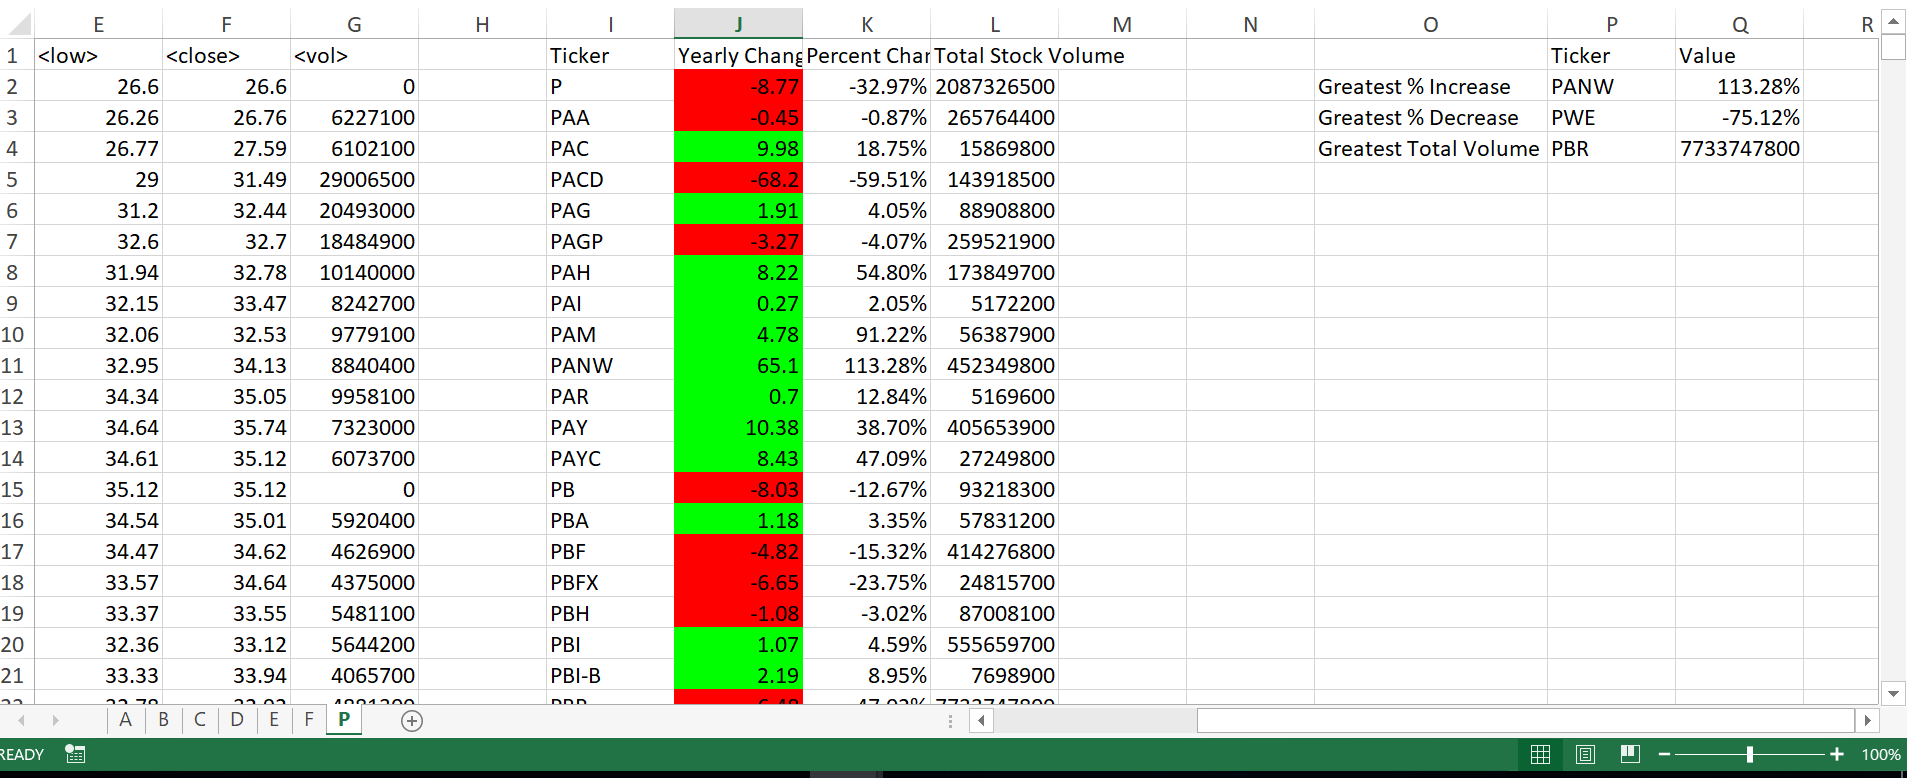 E F G H I J K L M N O P Q R
1 <low> <close> <vol> Ticker Yearly Chang Percent Char Total Stock Volume Ticker Value
2 26.6 26.6 0 P -8.77 -32.97% 2087326500 Greatest % Increase PANW 113.28%
3 26.26 26.76 6227100 PAA -0.45 -0.87% 265764400 Greatest % Decrease PWE -75.12%
4 26.77 27.59 6102100 PAC 9.98 18.75% 15869800 Greatest Total Volume PBR 7733747800
5 29 31.49 29006500 PACD -68.2 -59.51% 143918500
6 31.2 32.44 20493000 PAG 1.91 4.05% 88908800
7 32.6 32.7 18484900 PAGP -3.27 -4.07% 259521900
8 31.94 32.78 10140000 PAH 8.22 54.80% 173849700
9 32.15 33.47 8242700 PAI 0.27 2.05% 5172200
10 32.06 32.53 9779100 PAM 4.78 91.22% 56387900
11 32.95 34.13 8840400 PANW 65.1 113.28% 452349800
12 34.34 35.05 9958100 PAR 0.7 12.84% 5169600
13 34.64 35.74 7323000 PAY 10.38 38.70% 405653900
14 34.61 35.12 6073700 PAYC 8.43 47.09% 27249800
15 35.12 35.12 0 PB -8.03 -12.67% 93218300
16 34.54 35.01 5920400 PBA 1.18 3.35% 57831200
17 34.47 34.62 4626900 PBF -4.82 -15.32% 414276800
18 33.57 34.64 4375000 PBFX -6.65 -23.75% 24815700
19 33.37 33.55 5481100 PBH -1.08 -3.02% 87008100
20 32.36 33.12 5644200 PBI 1.07 4.59% 555659700
21 33.33 33.94 4065700 PBI-B 2.19 8.95% 7698900
A B C D E F P
READY 100%